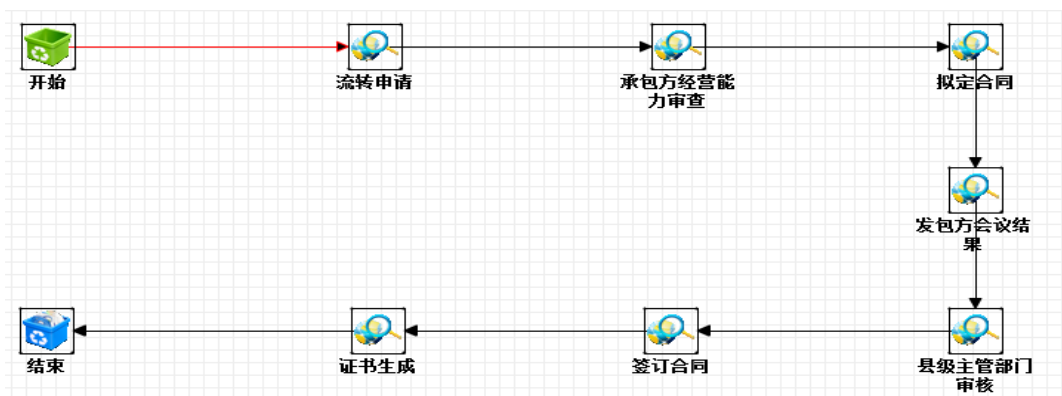 开始
流转申请
承包方经营能
力审查
拟定合同
发包方会议结
果
县级主管部门
审核
签订合同
证书生成
结束